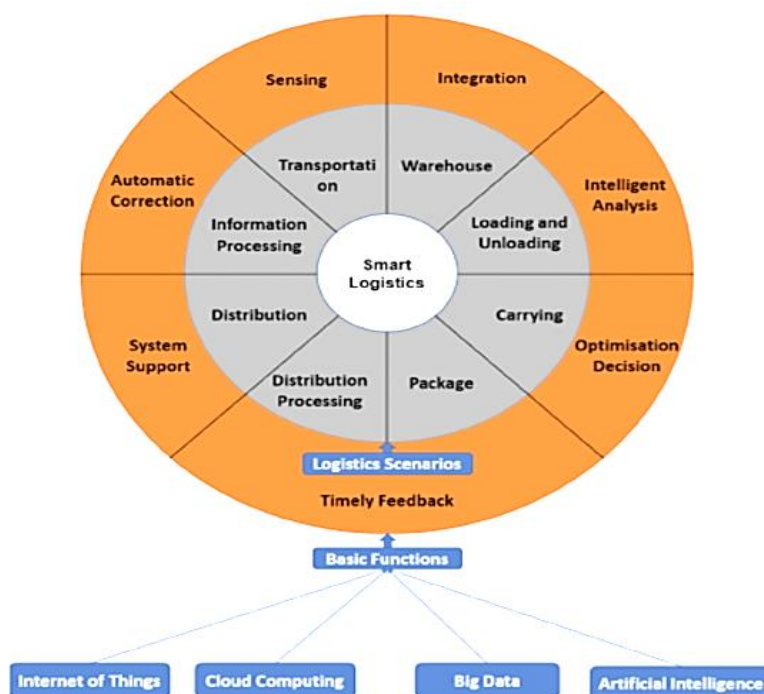 Sensing
Integration
Automatic
Correction
Transportati
on
Warehouse
Intelligent
Analysis
Information
Processing
Loading and
Unloading
Smart
Logistics
System
Support
Distribution
Carrying
Optimisation
Decision
Distribution
Processing
Package
Logistics Scenarios
Timely Feedback
Basic Functions
Internet of Things
Cloud Computing
Big Data
Artificial Intelligence